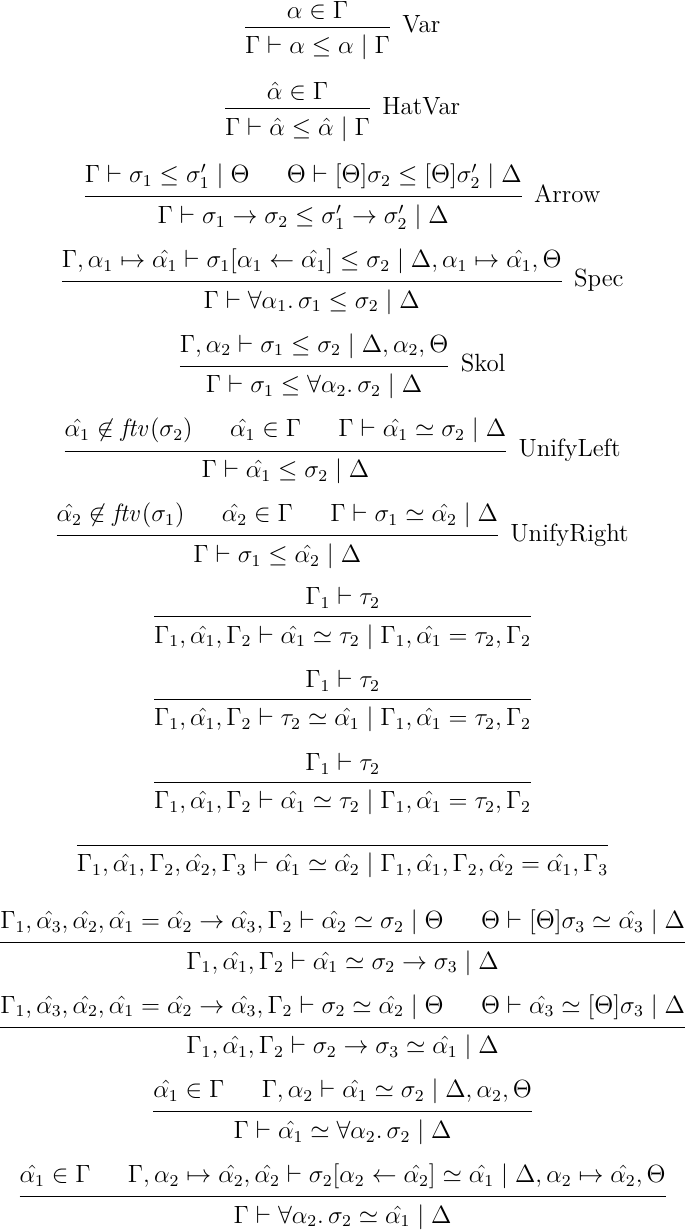 α ∈ Γ
Γ ⊢ α ≤ α | Γ Var
α̂ ∈ Γ
Γ ⊢ α̂ ≤ α̂ | Γ HatVar
Γ ⊢ σ₁ ≤ σ′₁ | Θ Θ ⊢ [Θ]σ₂ ≤ [Θ]σ′₂ | Δ
Γ ⊢ σ₁ → σ₂ ≤ σ′₁ → σ′₂ | Δ Arrow
Γ, α₁ ↦ α̂₁ ⊢ σ₁[α₁ ← α̂₁] ≤ σ₂ | Δ, α₁ ↦ α̂₁, Θ
Γ ⊢ ∀α₁. σ₁ ≤ σ₂ | Δ Spec
Γ, α₂ ⊢ σ₁ ≤ σ₂ | Δ, α₂, Θ
Γ ⊢ σ₁ ≤ ∀α₂. σ₂ | Δ Skol
α̂₁ ∉ ftv(σ₂) α̂₁ ∈ Γ Γ ⊢ α̂₁ ≃ σ₂ | Δ
Γ ⊢ α̂₁ ≤ σ₂ | Δ UnifyLeft
α̂₂ ∉ ftv(σ₁) α̂₂ ∈ Γ Γ ⊢ σ₁ ≃ α̂₂ | Δ
Γ ⊢ σ₁ ≤ α̂₂ | Δ UnifyRight
Γ₁ ⊢ τ₂
Γ₁, α̂₁, Γ₂ ⊢ α̂₁ ≃ τ₂ | Γ₁, α̂₁ = τ₂, Γ₂
Γ₁ ⊢ τ₂
Γ₁, α̂₁, Γ₂ ⊢ τ₂ ≃ α̂₁ | Γ₁, α̂₁ = τ₂, Γ₂
Γ₁ ⊢ τ₂
Γ₁, α̂₁, Γ₂ ⊢ α̂₁ ≃ τ₂ | Γ₁, α̂₁ = τ₂, Γ₂
Γ₁, α̂₁, Γ₂, α̂₂, Γ₃ ⊢ α̂₁ ≃ α̂₂ | Γ₁, α̂₁, Γ₂, α̂₂ = α̂₁, Γ₃
Γ₁, α̂₃, α̂₂, α̂₁ = α̂₂ → α̂₃, Γ₂ ⊢ α̂₂ ≃ σ₂ | Θ Θ ⊢ [Θ]σ₃ ≃ α̂₃ | Δ
Γ₁, α̂₁, Γ₂ ⊢ α̂₁ ≃ σ₂ → σ₃ | Δ
Γ₁, α̂₃, α̂₂, α̂₁ = α̂₂ → α̂₃, Γ₂ ⊢ σ₂ ≃ α̂₂ | Θ Θ ⊢ α̂₃ ≃ [Θ]σ₃ | Δ
Γ₁, α̂₁, Γ₂ ⊢ σ₂ → σ₃ ≃ α̂₁ | Δ
α̂₁ ∈ Γ Γ, α₂ ⊢ α̂₁ ≃ σ₂ | Δ, α₂, Θ
Γ ⊢ α̂₁ ≃ ∀α₂. σ₂ | Δ
α̂₁ ∈ Γ Γ, α₂ ↦ α̂₂, α̂₂ ⊢ σ₂[α₂ ← α̂₂] ≃ α̂₁ | Δ, α₂ ↦ α̂₂, Θ
Γ ⊢ ∀α₂. σ₂ ≃ α̂₁ | Δ